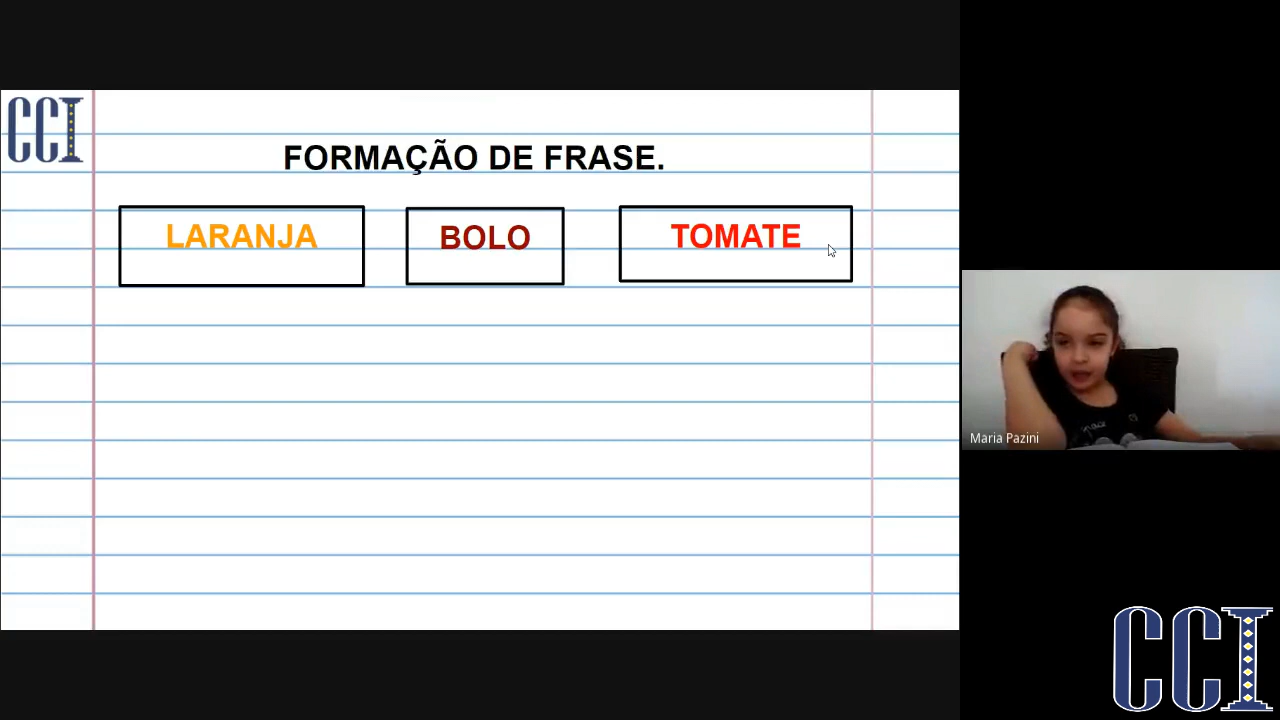 CCI
FORMAÇÃO DE FRASE.
LARANJA BOLO TOMATE
Maria Pazini
CCI